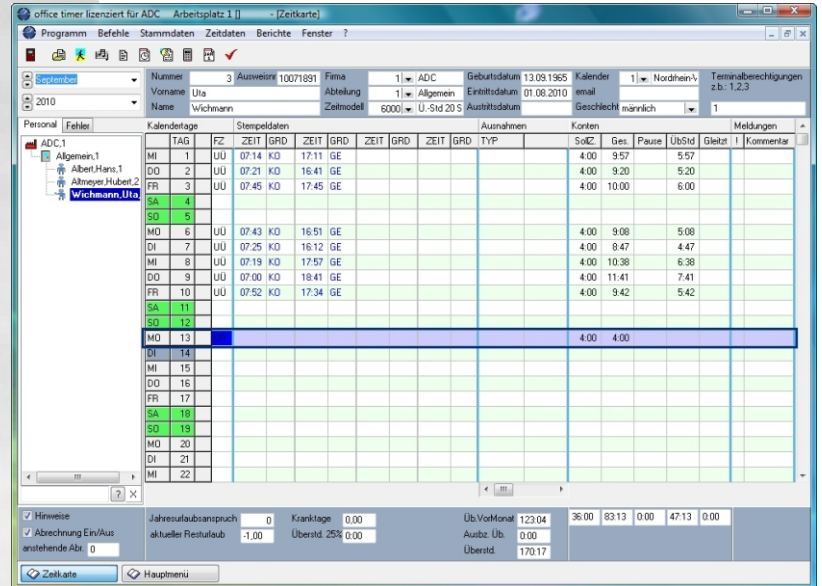 office timer lizenziert für ADC Arbeitsplatz 1 [] - [Zeitkarte]
Programm Befehle Stammdaten Zeitdaten Berichte Fenster ?
September
2010
Nummer 3 Ausweisnr 10071891 Firma 1 ADC Geburtsdatum 13.09.1965 Kalender 1 Nordrhein-V Terminalberechtigungen
Vorname Uta Abteilung 1 Allgemein Eintrittsdatum 01.08.2010 email z.b.: 1,2,3
Name Wichmann Zeitmodell 6000 Ü.-Std 20 S Austrittsdatum Geschlecht männlich 1
Personal Fehler
ADC,1
Allgemein,1
Albert,Hans,1
Altmeyer,Hubert,2
Wichmann,Uta,
Kalendertage Stempeldaten Ausnahmen Konten Meldungen
TAG FZ ZEIT GRD ZEIT GRD ZEIT GRD ZEIT GRD TYP SollZ. Ges. Pause ÜbStd Gleitzt ! Kommentar
MI 1 UÜ 07:14 KO 17:11 GE 4:00 9:57 5:57
DO 2 UÜ 07:21 KO 16:41 GE 4:00 9:20 5:20
FR 3 UÜ 07:45 KO 17:45 GE 4:00 10:00 6:00
SA 4
SO 5
MO 6 UÜ 07:43 KO 16:51 GE 4:00 9:08 5:08
DI 7 UÜ 07:25 KO 16:12 GE 4:00 8:47 4:47
MI 8 UÜ 07:19 KO 17:57 GE 4:00 10:38 6:38
DO 9 UÜ 07:00 KO 18:41 GE 4:00 11:41 7:41
FR 10 UÜ 07:52 KO 17:34 GE 4:00 9:42 5:42
SA 11
SO 12
MO 13 4:00 4:00
DI 14
MI 15
DO 16
FR 17
SA 18
SO 19
MO 20
DI 21
MI 22
?
Hinweise
Abrechnung Ein/Aus
anstehende Abr. 0
Jahresurlaubsanspruch 0 Kranktage 0,00 Üb.VorMonat 123:04 36:00 83:13 0:00 47:13 0:00
aktueller Resturlaub -1,00 Überstd. 25% 0:00 Ausbz. Üb. 0:00
Überstd. 170:17
Zeitkarte Hauptmenü